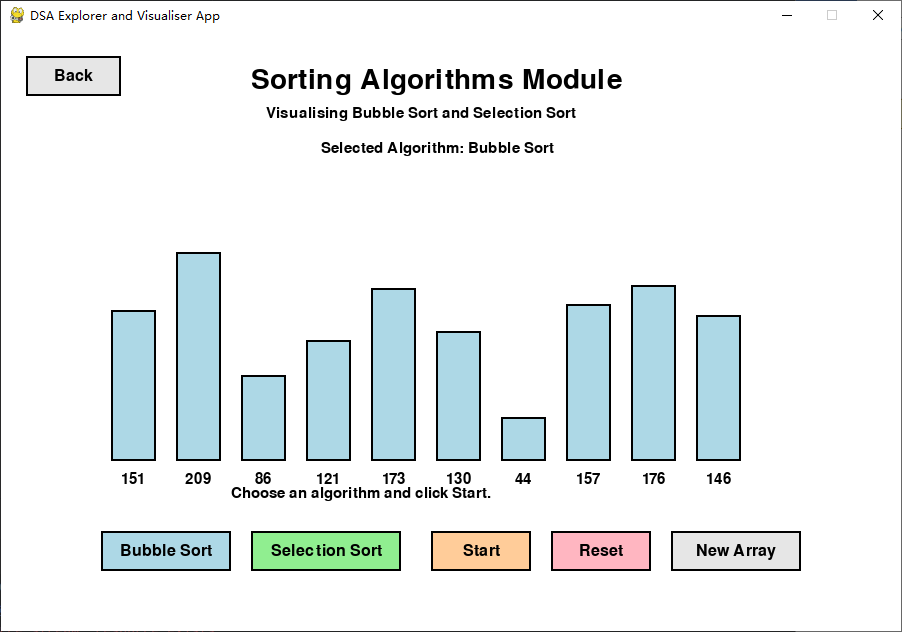 DSA Explorer and Visualiser App
Back
Sorting Algorithms Module
Visualising Bubble Sort and Selection Sort
Selected Algorithm: Bubble Sort
151 209 86 121 173 130 44 157 176 146
Choose an algorithm and click Start.
Bubble Sort Selection Sort Start Reset New Array